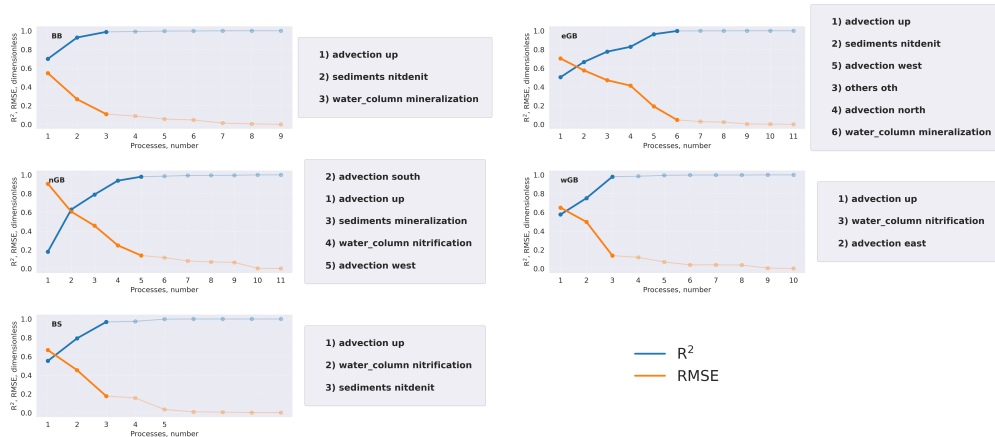 BB
R², RMSE, dimensionless
1.0
0.8
0.6
0.4
0.2
0.0
1 2 3 4 5 6 7 8 9
Processes, number
1) advection up
2) sediments nitdenit
3) water_column mineralization
eGB
R², RMSE, dimensionless
1.0
0.8
0.6
0.4
0.2
0.0
1 2 3 4 5 6 7 8 9 10 11
Processes, number
1) advection up
2) sediments nitdenit
5) advection west
3) others oth
4) advection north
6) water_column mineralization
nGB
R², RMSE, dimensionless
1.0
0.8
0.6
0.4
0.2
0.0
1 2 3 4 5 6 7 8 9 10 11
Processes, number
2) advection south
1) advection up
3) sediments mineralization
4) water_column nitrification
5) advection west
wGB
R², RMSE, dimensionless
1.0
0.8
0.6
0.4
0.2
0.0
1 2 3 4 5 6 7 8 9 10
Processes, number
1) advection up
3) water_column nitrification
2) advection east
BS
R², RMSE, dimensionless
1.0
0.8
0.6
0.4
0.2
0.0
1 2 3 4 5
Processes, number
1) advection up
2) water_column nitrification
3) sediments nitdenit
R²
RMSE